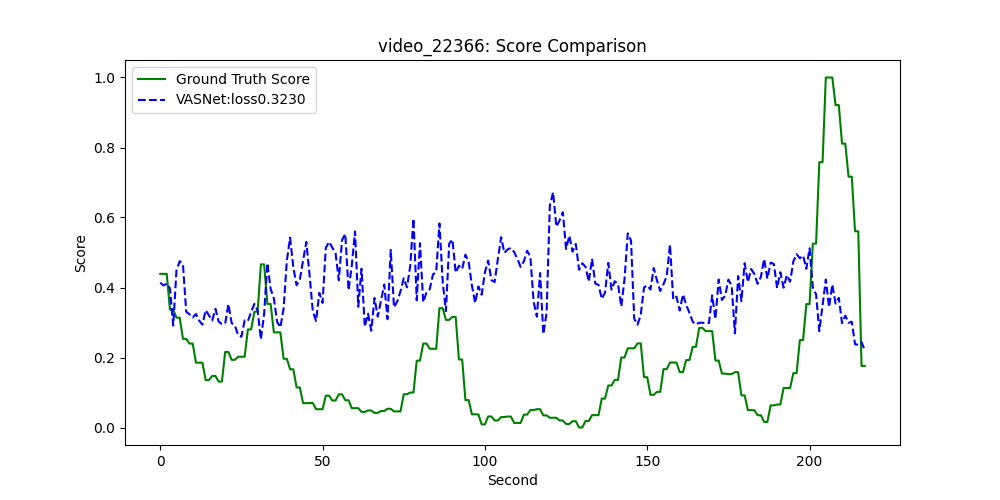 video_22366: Score Comparison
Ground Truth Score
VASNet:loss0.3230
1.0
0.8
0.6
0.4
0.2
0.0
Score
0
50
100
150
200
Second